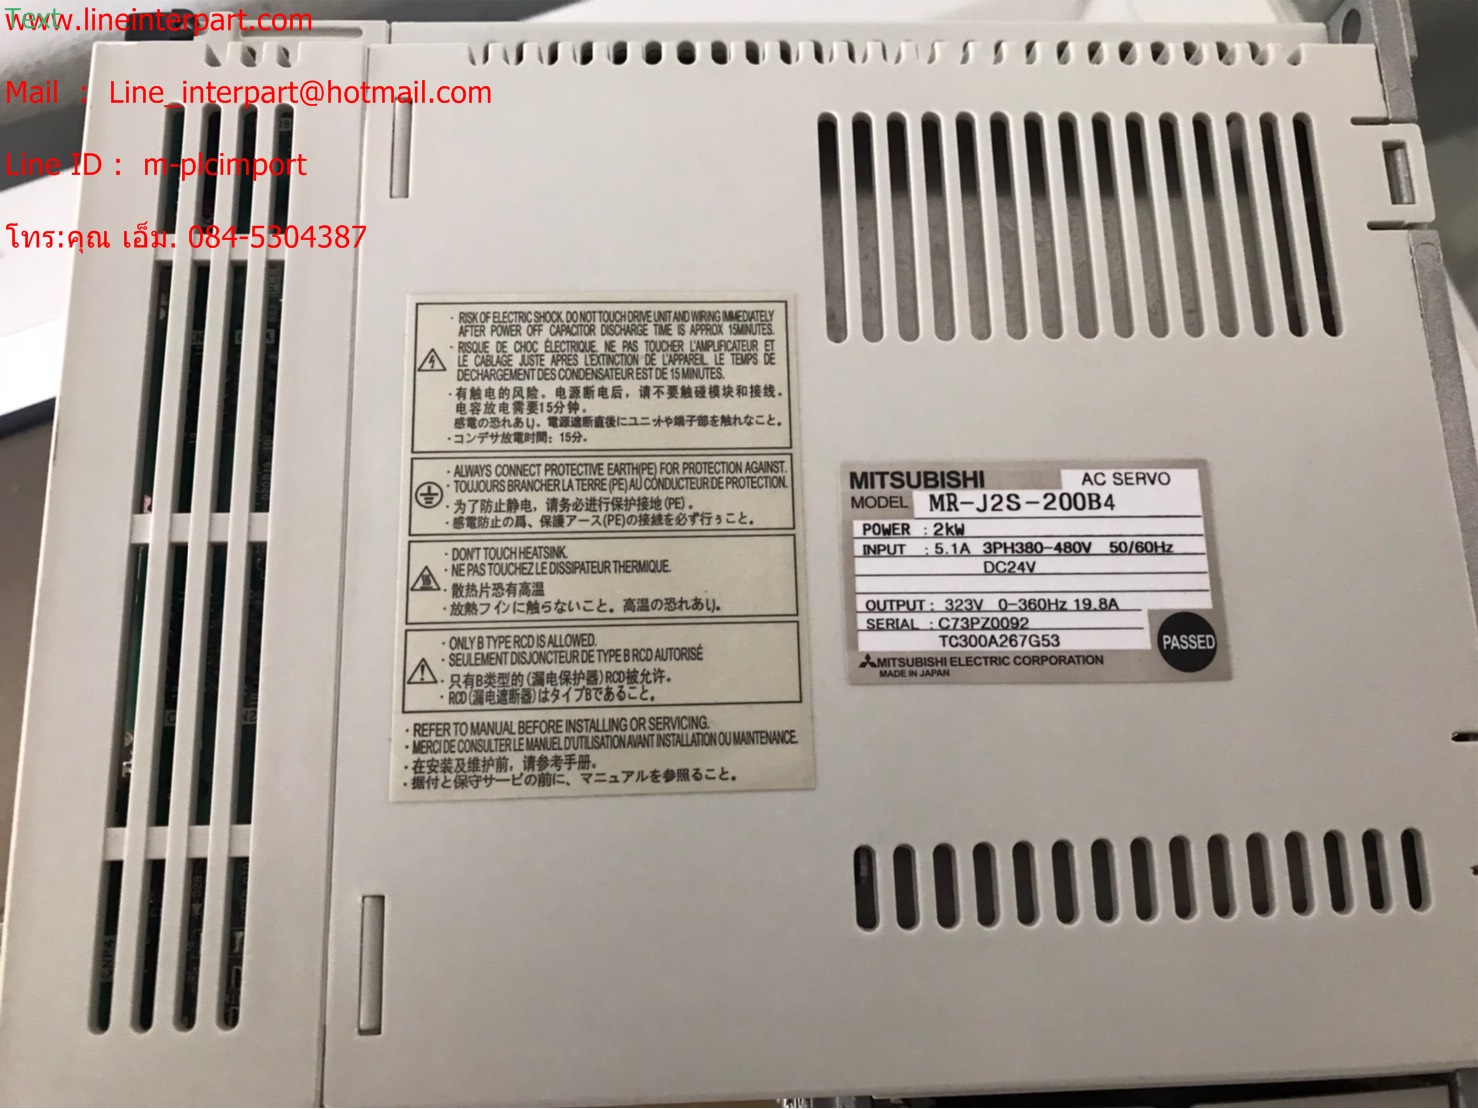 Text
www.lineinterpart.com
Mail : Line_interpart@hotmail.com
Line ID : m-plcimport
โทร:คุณ เอ็ม. 084-5304387
· RISK OF ELECTRIC SHOCK. DO NOT TOUCH DRIVE UNIT AND WIRING IMMEDIATELY
AFTER POWER OFF CAPACITOR DISCHARGE TIME IS APPROX 15MINUTES.
· RISQUE DE CHOC ÉLECTRIQUE. NE PAS TOUCHER L'AMPLIFICATEUR ET
LE CABLAGE JUSTE APRES L'EXTINCTION DE L'APPAREIL. LE TEMPS DE
DECHARGEMENT DES CONDENSATEUR EST DE 15 MINUTES.
· 有触电的风险。电源断电后，请不要触碰模块和接线。
电容放电需要15分钟。
感電の恐れあり。電源遮断直後にユニットや端子部を触れなこと。
· コンデサ放電时間：15分。
· ALWAYS CONNECT PROTECTIVE EARTH(PE) FOR PROTECTION AGAINST.
· TOUJOURS BRANCHER LA TERRE (PE) AU CONDUCTEUR DE PROTECTION.
· 为了防止静电，请务必进行保护接地(PE)。
· 感電防止の爲、保護アース(PE)の接続を必ず行ぅこと。
· DON'T TOUCH HEATSINK.
· NE PAS TOUCHEZ LE DISSIPATEUR THERMIQUE.
· 散热片恐有高温
· 放熱フインに触らないこと。高温の恐れあり。
· ONLY B TYPE RCD IS ALLOWED.
· SEULEMENT DISJONCTEUR DE TYPE B RCD AUTORISÉ
· 只有B类型的(漏电保护器)RCD被允许。
· RCD(漏電遮断器)はタイプBであること。
· REFER TO MANUAL BEFORE INSTALLING OR SERVICING.
· MERCI DE CONSULTER LE MANUEL D'UTILISATION AVANT INSTALLATION OU MAINTENANCE.
· 在安装及维护前，请参考手册。
· 据付と保守サービの前に、マニュアルを参照ること。
MITSUBISHI AC SERVO
MODEL MR-J2S-200B4
POWER : 2kW
INPUT : 5.1A 3PH380-480V 50/60Hz
DC24V
OUTPUT : 323V 0-360Hz 19.8A
SERIAL : C73PZ0092
TC300A267G53
PASSED
MITSUBISHI ELECTRIC CORPORATION
MADE IN JAPAN
CNP4